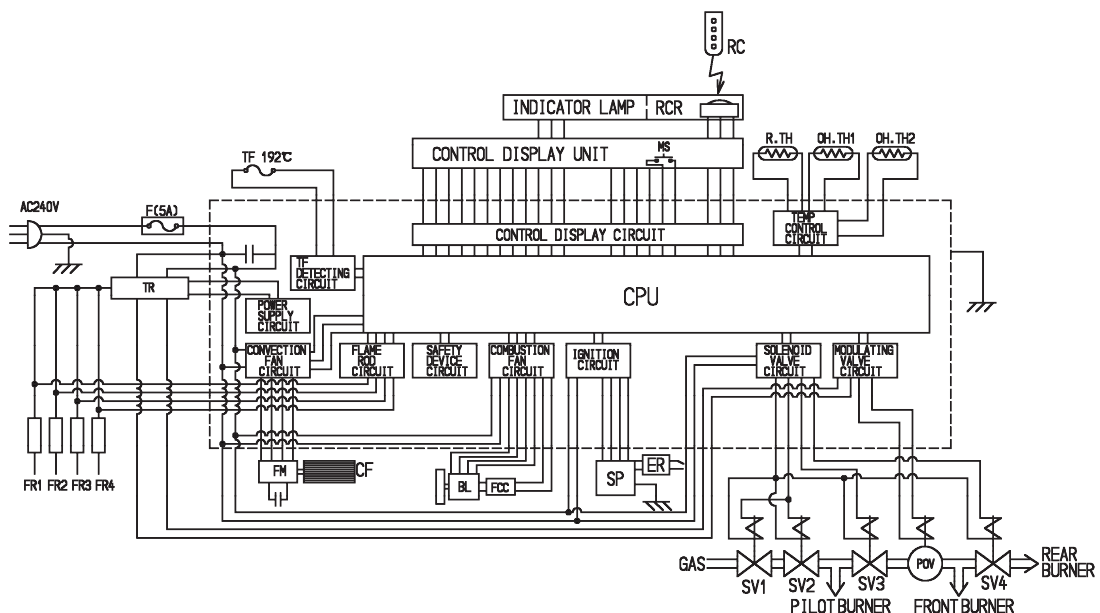 RC
INDICATOR LAMP
RCR
CONTROL DISPLAY UNIT
MS
R.TH
OH.TH1
OH.TH2
TF 192℃
AC240V
F(5A)
CONTROL DISPLAY CIRCUIT
TEMP
CONTROL
CIRCUIT
TF
DETECTING
CIRCUIT
CPU
TR
POWER
SUPPLY
CIRCUIT
CONVECTION
FAN
CIRCUIT
FLAME
ROD
CIRCUIT
SAFETY
DEVICE
CIRCUIT
COMBUSTION
FAN
CIRCUIT
IGNITION
CIRCUIT
SOLENOID
VALVE
CIRCUIT
MODULATING
VALVE
CIRCUIT
FR1
FR2
FR3
FR4
FM
CF
BL
FCC
SP
ER
GAS
SV1
SV2
SV3
POV
SV4
REAR
BURNER
PILOT BURNER
FRONT BURNER